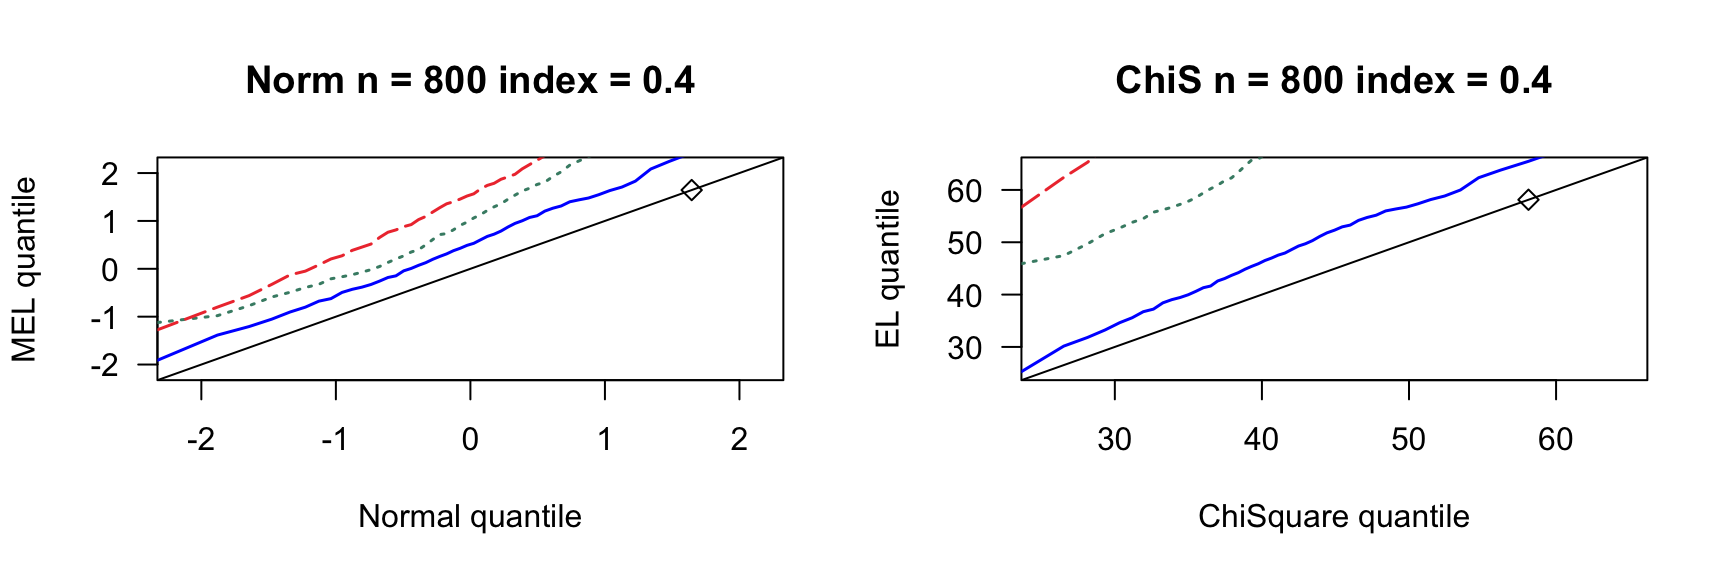 Norm n = 800 index = 0.4
MEL quantile
2
1
0
-1
-2
-2 -1 0 1 2
Normal quantile
ChiS n = 800 index = 0.4
EL quantile
60
50
40
30
30 40 50 60
ChiSquare quantile